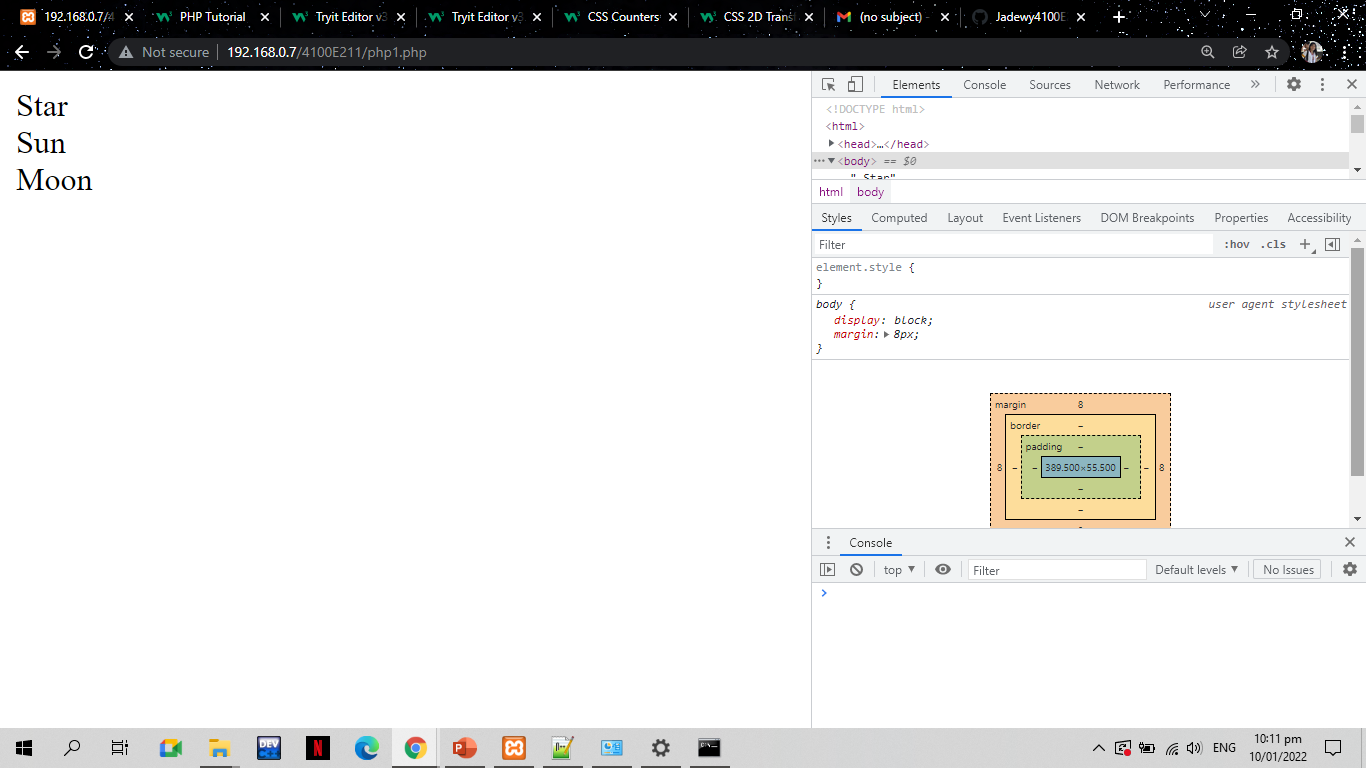 192.168.0.7/4
PHP Tutorial
Tryit Editor v3
Tryit Editor v3
CSS Counters
CSS 2D Transf
(no subject)
Jadewy4100E
Not secure
192.168.0.7/4100E211/php1.php
Star
Sun
Moon
Elements Console Sources Network Performance »
<!DOCTYPE html>
<html>
<head>…</head>
<body> == $0
" Star"
html body
Styles Computed Layout Event Listeners DOM Breakpoints Properties Accessibility
Filter :hov .cls +
element.style {
}
body { user agent stylesheet
display: block;
margin: 8px;
}
margin 8
border –
padding –
8 – – 389.500×55.500 – – 8
–
–
Console
top Filter Default levels No Issues
>
DEV C++
N
ENG
10:11 pm
10/01/2022